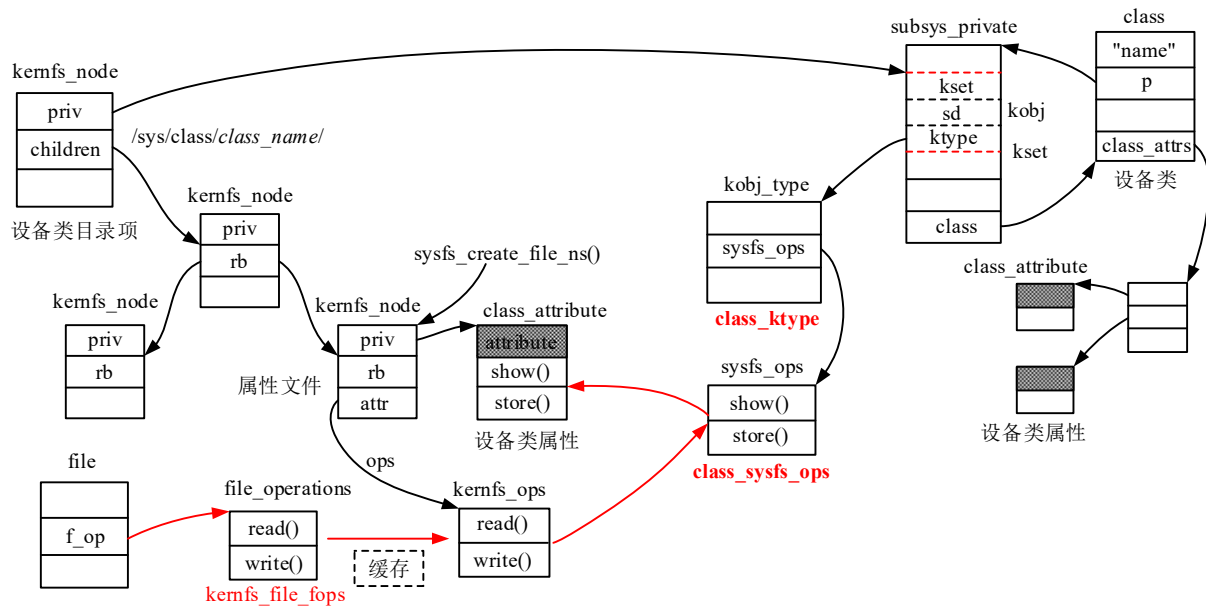 class
subsys_private
"name"
kernfs_node
p
kset
priv
sd
kobj
/sys/class/class_name/
children
ktype
kset
class_attrs
kobj_type
设备类
kernfs_node
设备类目录项
priv
class
sysfs_ops
sysfs_create_file_ns()
rb
class_attribute
kernfs_node
kernfs_node
class_attribute
class_ktype
priv
priv
attribute
rb
属性文件
rb
show()
sysfs_ops
attr
store()
show()
设备类属性
store()
设备类属性
file
ops
class_sysfs_ops
file_operations
kernfs_ops
f_op
read()
read()
write()
缓存
write()
kernfs_file_fops